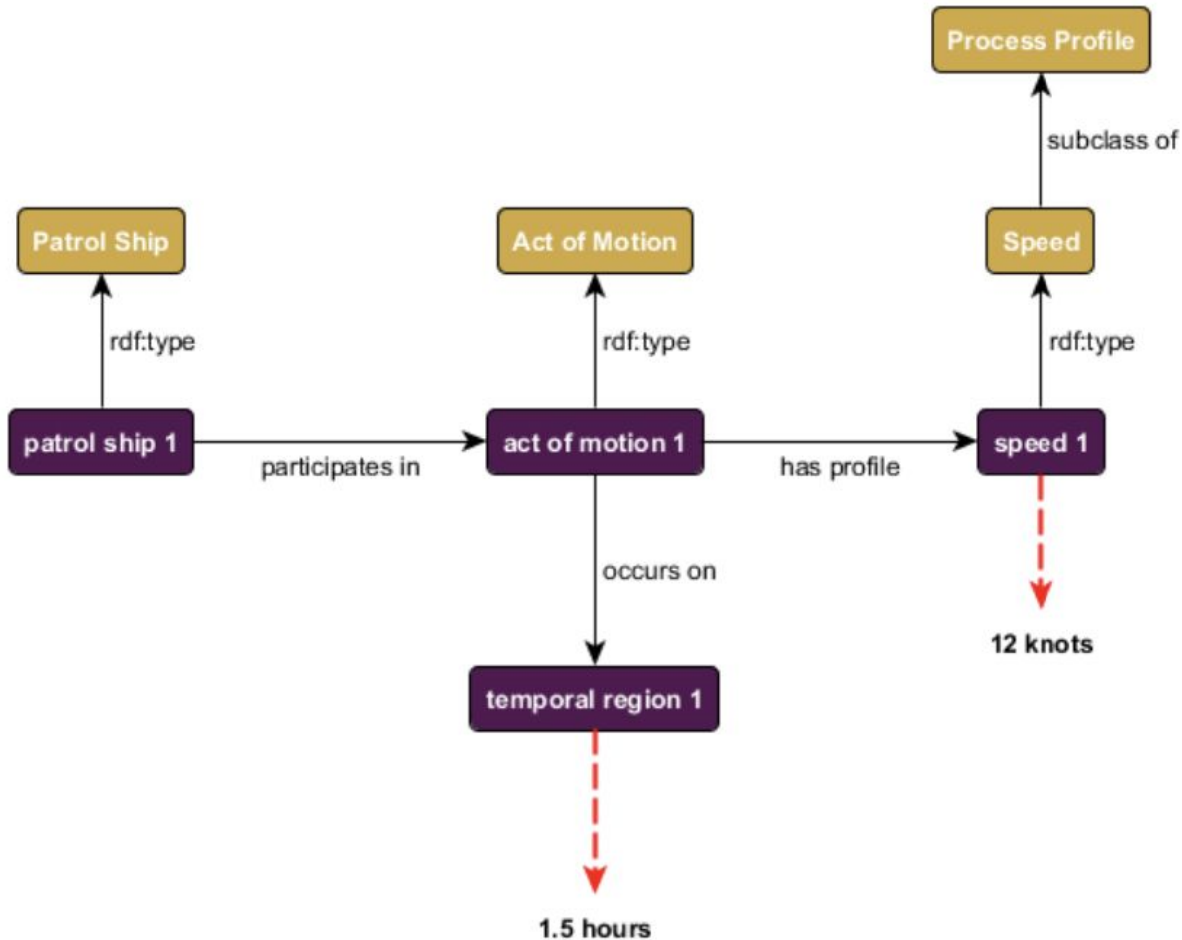 Process Profile
subclass of
Patrol Ship
Act of Motion
Speed
rdf:type
rdf:type
rdf:type
patrol ship 1
participates in
act of motion 1
has profile
speed 1
occurs on
12 knots
temporal region 1
1.5 hours